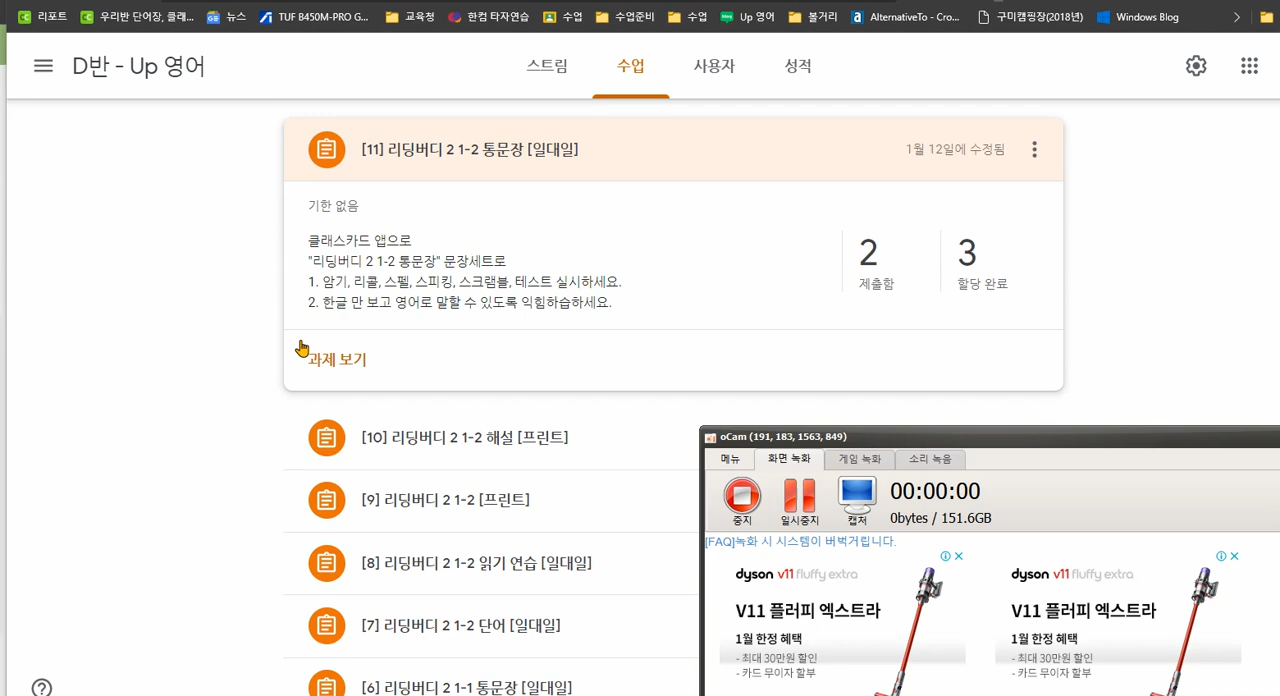 리포트
우리반 단어장, 클래...
뉴스
TUF B450M-PRO G...
교육청
한컴 타자연습
수업
수업준비
수업
Up 영어
볼거리
AlternativeTo - Cro...
구미캠핑장(2018년)
Windows Blog
D반 - Up 영어
스트림
수업
사용자
성적
[11] 리딩버디 2 1-2 통문장 [일대일]
1월 12일에 수정됨
기한 없음
클래스카드 앱으로
"리딩버디 2 1-2 통문장" 문장세트로
1. 암기, 리콜, 스펠, 스피킹, 스크램블, 테스트 실시하세요.
2. 한글 만 보고 영어로 말할 수 있도록 익힘하습하세요.
2
제출함
3
할당 완료
과제 보기
[10] 리딩버디 2 1-2 해설 [프린트]
[9] 리딩버디 2 1-2 [프린트]
[8] 리딩버디 2 1-2 읽기 연습 [일대일]
[7] 리딩버디 2 1-2 단어 [일대일]
[6] 리딩버디 2 1-1 통문장 [일대일]
oCam (191, 183, 1563, 849)
메뉴
화면 녹화
게임 녹화
소리 녹음
중지
일시중지
캡처
00:00:00
0bytes / 151.6GB
[FAQ]녹화 시 시스템이 버벅거립니다.
dyson v11 fluffy extra
V11 플러피 엑스트라
1월 한정 혜택
- 최대 30만원 할인
- 카드 무이자 할부
dyson v11 fluffy extra
V11 플러피 엑스트라
1월 한정 혜택
- 최대 30만원 할인
- 카드 무이자 할부